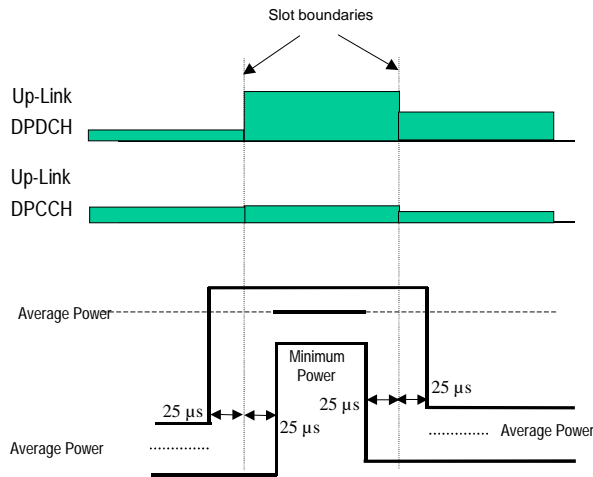 Slot boundaries
Up-Link
DPDCH
Up-Link
DPCCH
Average Power
Minimum
Power
25 µs
25 µs
25 µs
25 µs
Average Power
Average Power